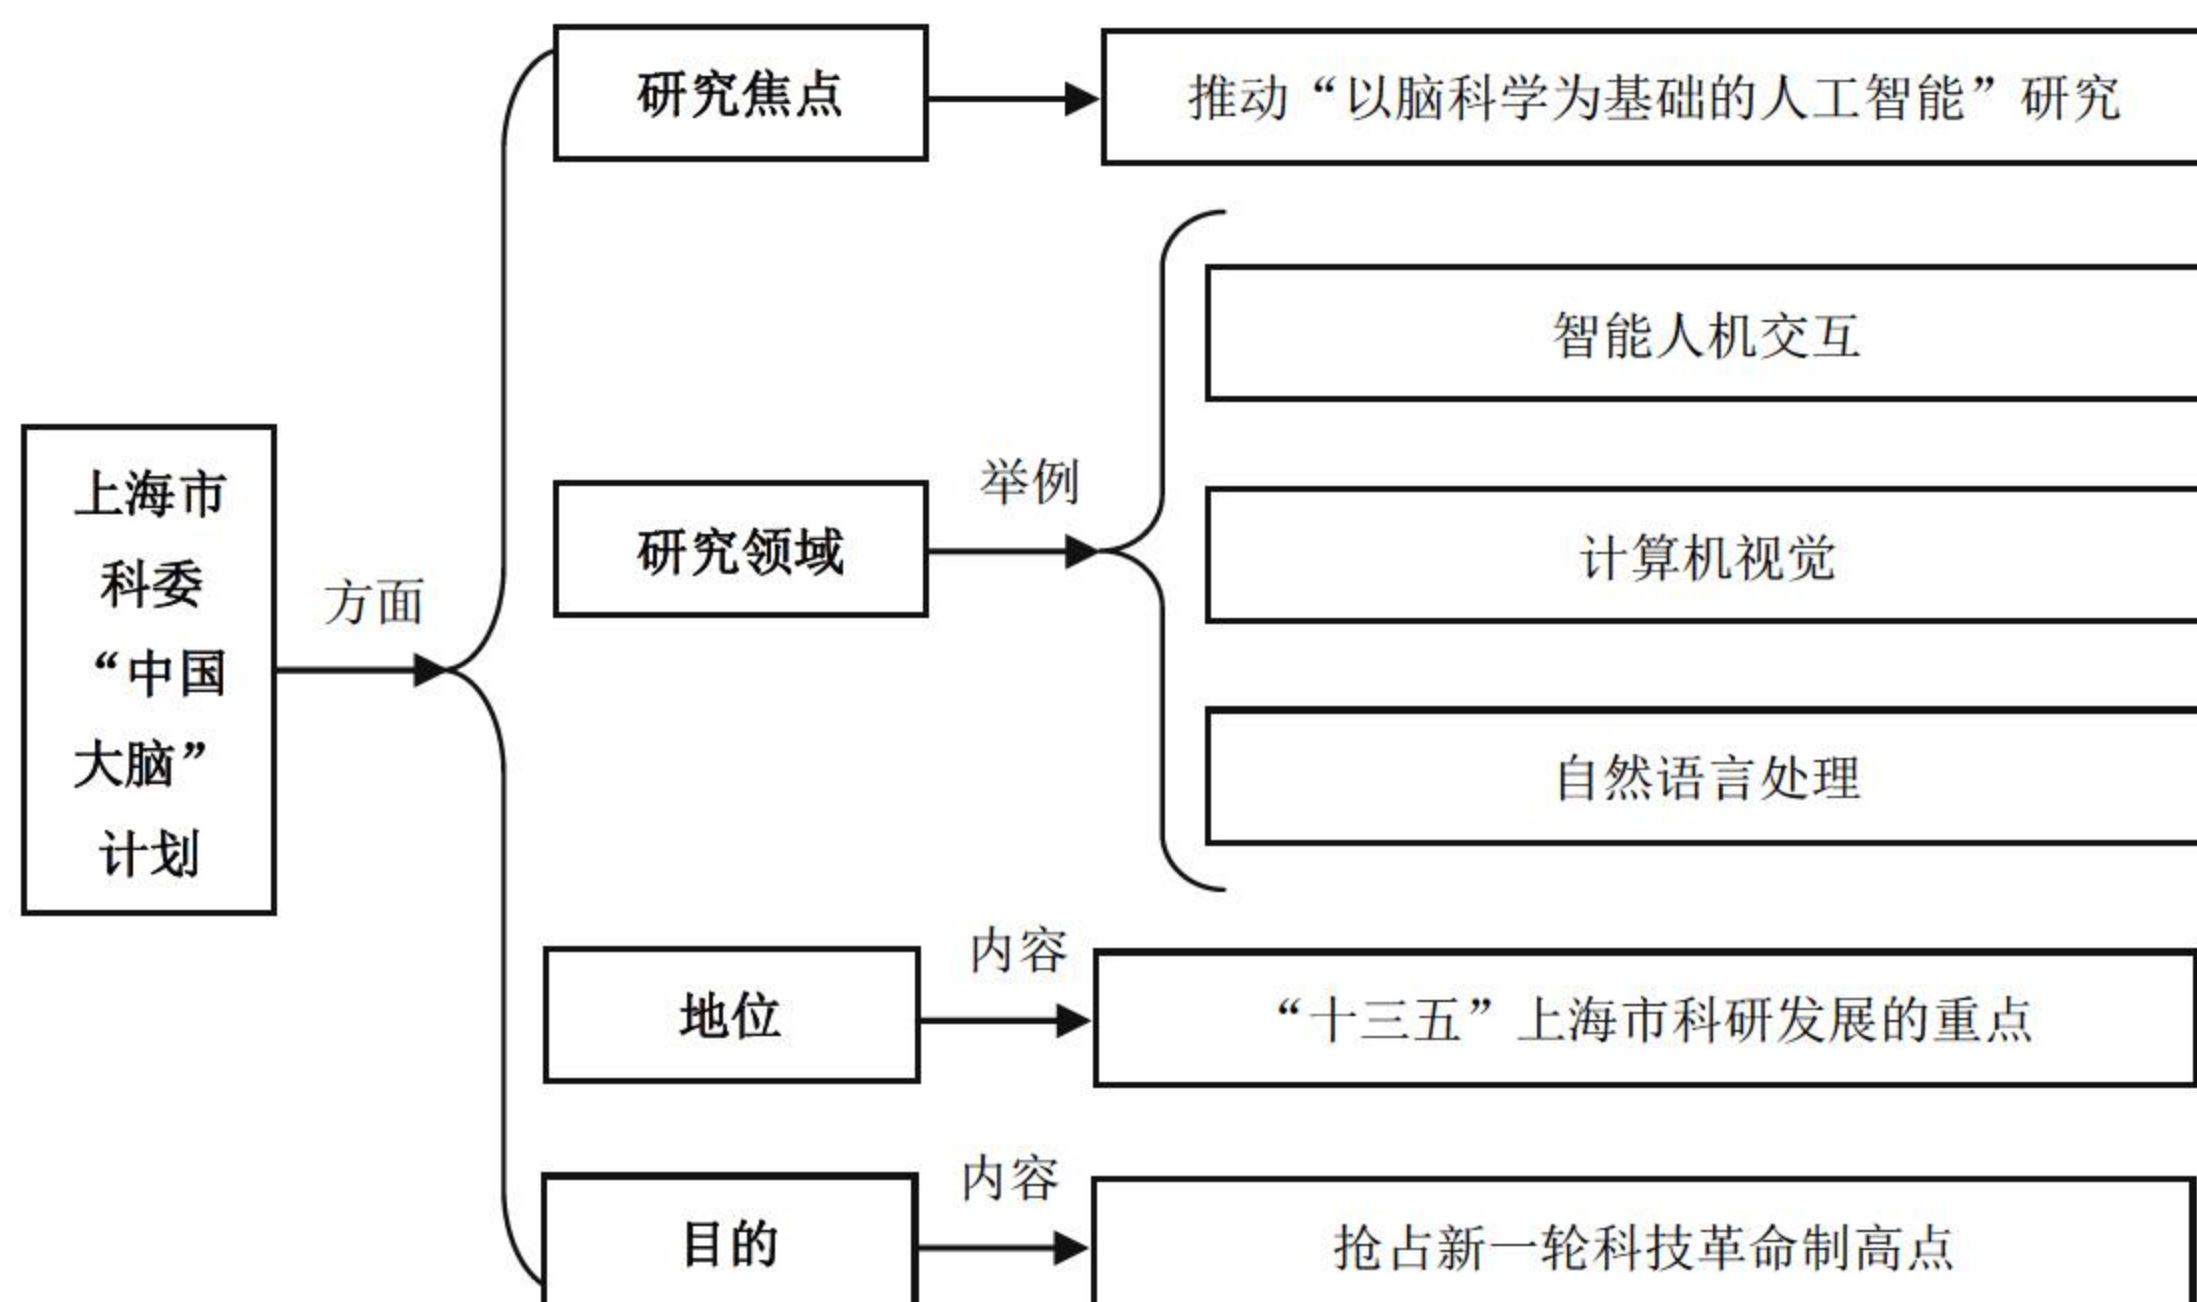 研究焦点
推动“以脑科学为基础的人工智能”研究
智能人机交互
上海市
科委
“中国
大脑”
计划
方面
研究领域
举例
计算机视觉
自然语言处理
地位
内容
“十三五”上海市科研发展的重点
目的
内容
抢占新一轮科技革命制高点